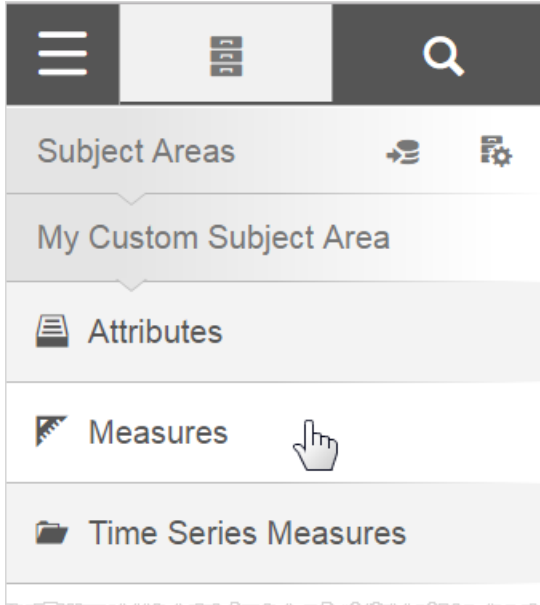 Subject Areas
My Custom Subject Area
Attributes
Measures
Time Series Measures